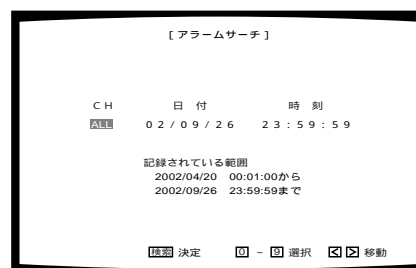 [アラームサーチ]
CH 日 付 時 刻
ALL 02/09/26 23:59:59
記録されている範囲
2002/04/20 00:01:00から
2002/09/26 23:59:59まで
検索 決定 0 ~ 9 選択 < > 移動